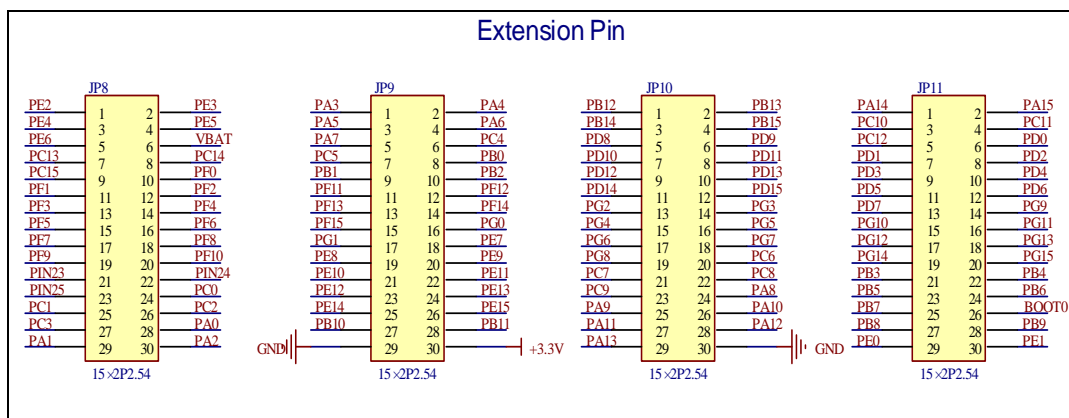 Extension Pin
JP8 JP9 JP10 JP11
PE2 1 2 PE3 PA3 1 2 PA4 PB12 1 2 PB13 PA14 1 2 PA15
PE4 3 4 PE5 PA5 3 4 PA6 PB14 3 4 PB15 PC10 3 4 PC11
PE6 5 6 VBAT PA7 5 6 PC4 PD8 5 6 PD9 PC12 5 6 PD0
PC13 7 8 PC14 PC5 7 8 PB0 PD10 7 8 PD11 PD1 7 8 PD2
PC15 9 10 PF0 PB1 9 10 PB2 PD12 9 10 PD13 PD3 9 10 PD4
PF1 11 12 PF2 PF11 11 12 PF12 PD14 11 12 PD15 PD5 11 12 PD6
PF3 13 14 PF4 PF13 13 14 PF14 PG2 13 14 PG3 PD7 13 14 PG9
PF5 15 16 PF6 PF15 15 16 PG0 PG4 15 16 PG5 PG10 15 16 PG11
PF7 17 18 PF8 PG1 17 18 PE7 PG6 17 18 PG7 PG12 17 18 PG13
PF9 19 20 PF10 PE8 19 20 PE9 PG8 19 20 PC6 PG14 19 20 PG15
PIN23 21 22 PIN24 PE10 21 22 PE11 PC7 21 22 PC8 PB3 21 22 PB4
PIN25 23 24 PC0 PE12 23 24 PE13 PC9 23 24 PA8 PB5 23 24 PB6
PC1 25 26 PC2 PE14 25 26 PE15 PA9 25 26 PA10 PB7 25 26 BOOT0
PC3 27 28 PA0 PB10 27 28 PB11 PA11 27 28 PA12 PB8 27 28 PB9
PA1 29 30 PA2 GND 29 30 +3.3V PA13 29 30 GND PE0 29 30 PE1
15×2P2.54 15×2P2.54 15×2P2.54 15×2P2.54